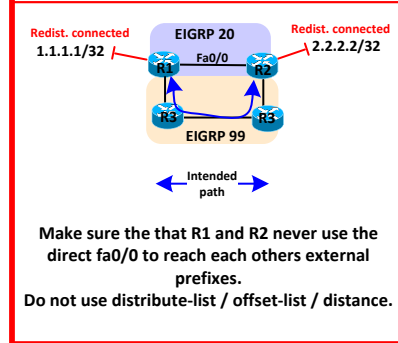 EIGRP 20
Redist. connected
1.1.1.1/32
Redist. connected
2.2.2.2/32
Fa0/0
R1
R2
R3
R3
EIGRP 99
Intended
path
Make sure the that R1 and R2 never use the
direct fa0/0 to reach each others external
prefixes.
Do not use distribute-list / offset-list / distance.